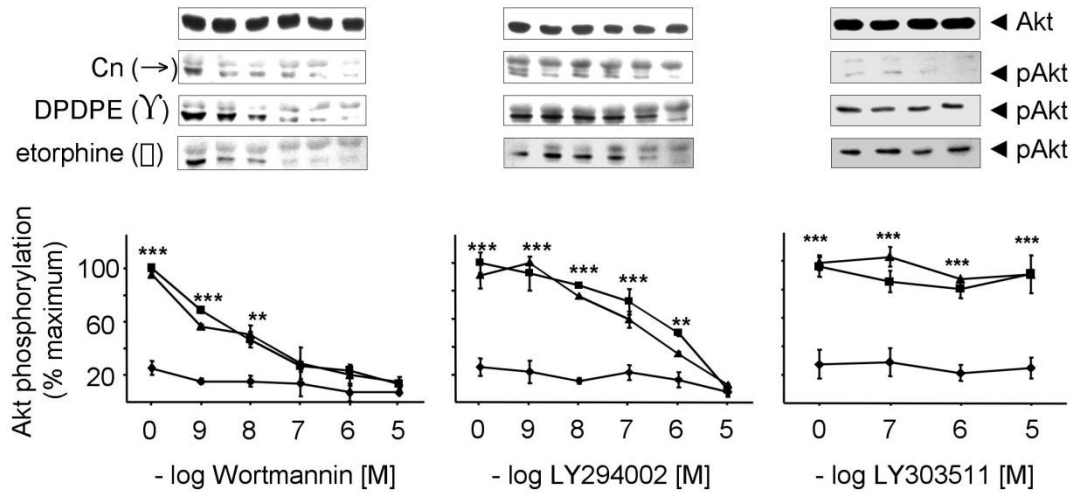 ◄ Akt
Cn (→)
◄ pAkt
DPDPE (ϒ)
◄ pAkt
etorphine (▯)
◄ pAkt
Akt phosphorylation
(% maximum)
100
60
20
*** *** **
0 9 8 7 6 5
- log Wortmannin [M]
*** *** *** *** **
0 9 8 7 6 5
- log LY294002 [M]
*** *** *** ***
0 7 6 5
- log LY303511 [M]